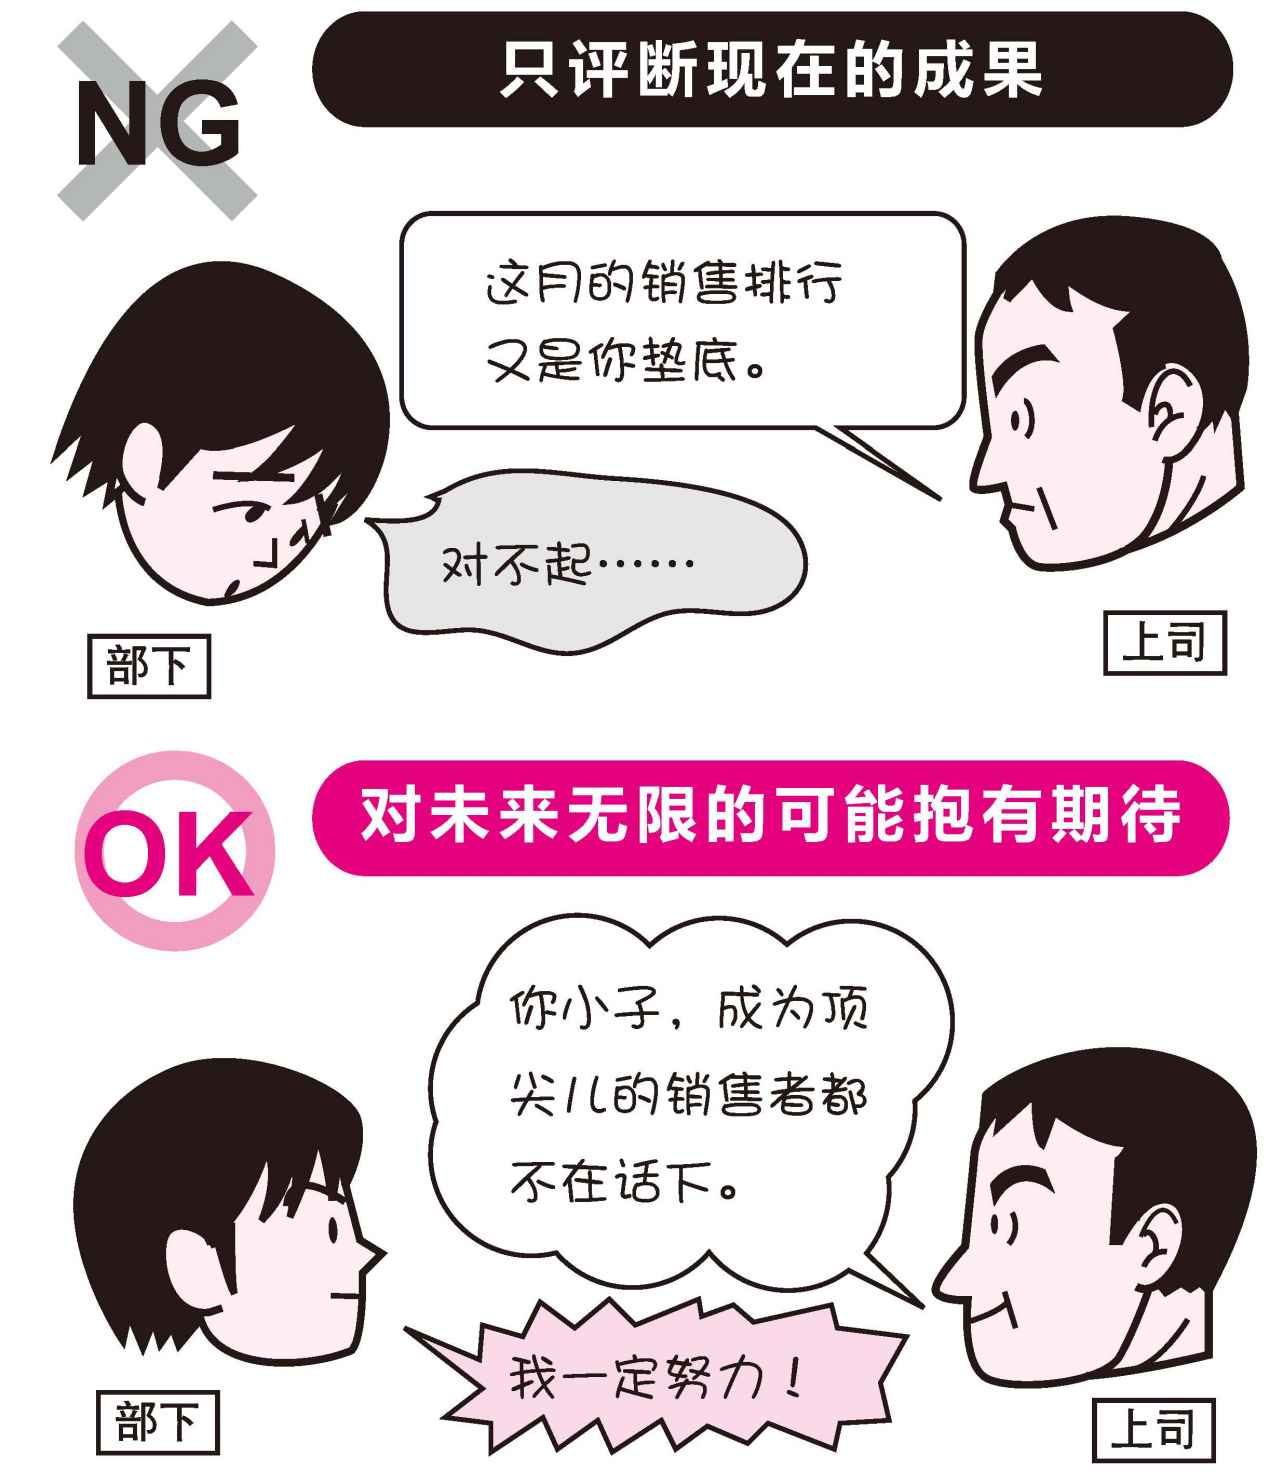 NG
只评断现在的成果
这月的销售排行
又是你垫底。
对不起……
部下
上司
OK
对未来无限的可能抱有期待
你小子，成为顶
尖儿的销售者都
不在话下。
我一定努力！
部下
上司